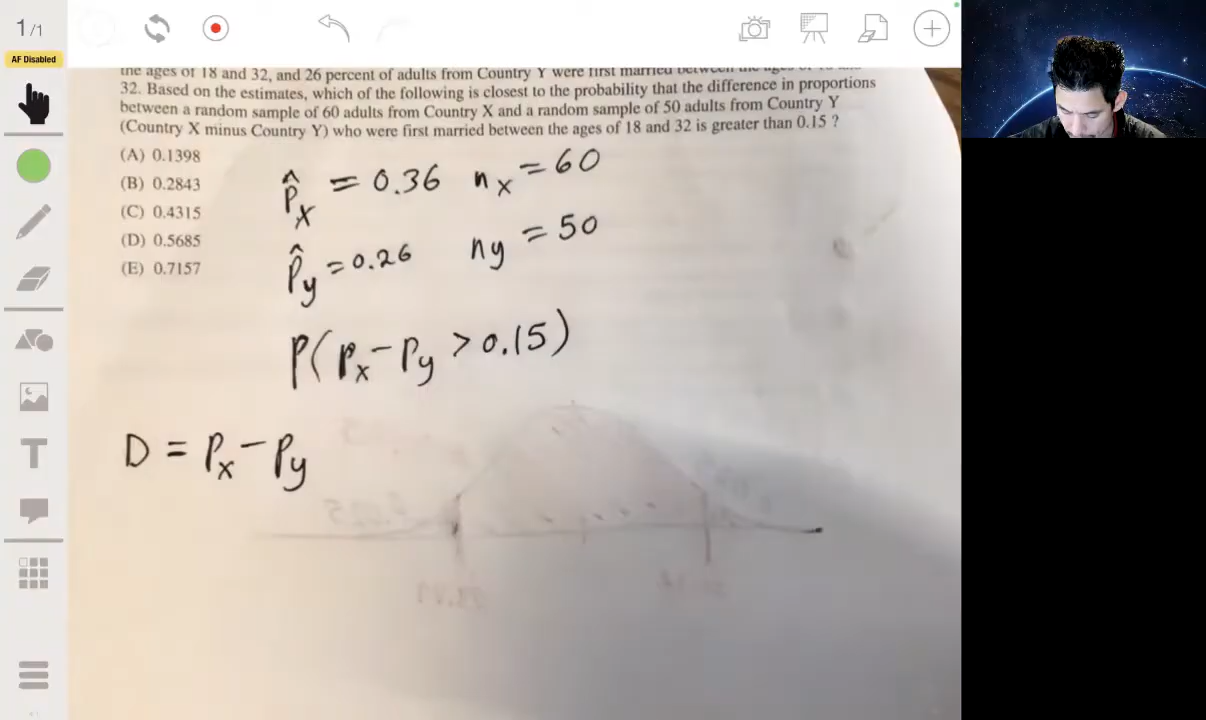 1/1
AF Disabled
the ages of 18 and 32, and 26 percent of adults from Country Y were first married between the ages of 18 and
32. Based on the estimates, which of the following is closest to the probability that the difference in proportions
between a random sample of 60 adults from Country X and a random sample of 50 adults from Country Y
(Country X minus Country Y) who were first married between the ages of 18 and 32 is greater than 0.15 ?
(A) 0.1398
(B) 0.2843
(C) 0.4315
(D) 0.5685
(E) 0.7157
p̂x = 0.36 nx = 60
p̂y = 0.26 ny = 50
P(Px - Py > 0.15)
D = Px - Py
T